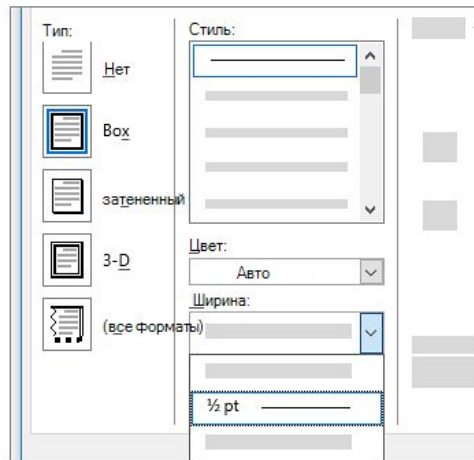 Тип:
Нет
Box
затененный
3-D
(все форматы)
Стиль:
Цвет:
Авто
Ширина:
½ pt